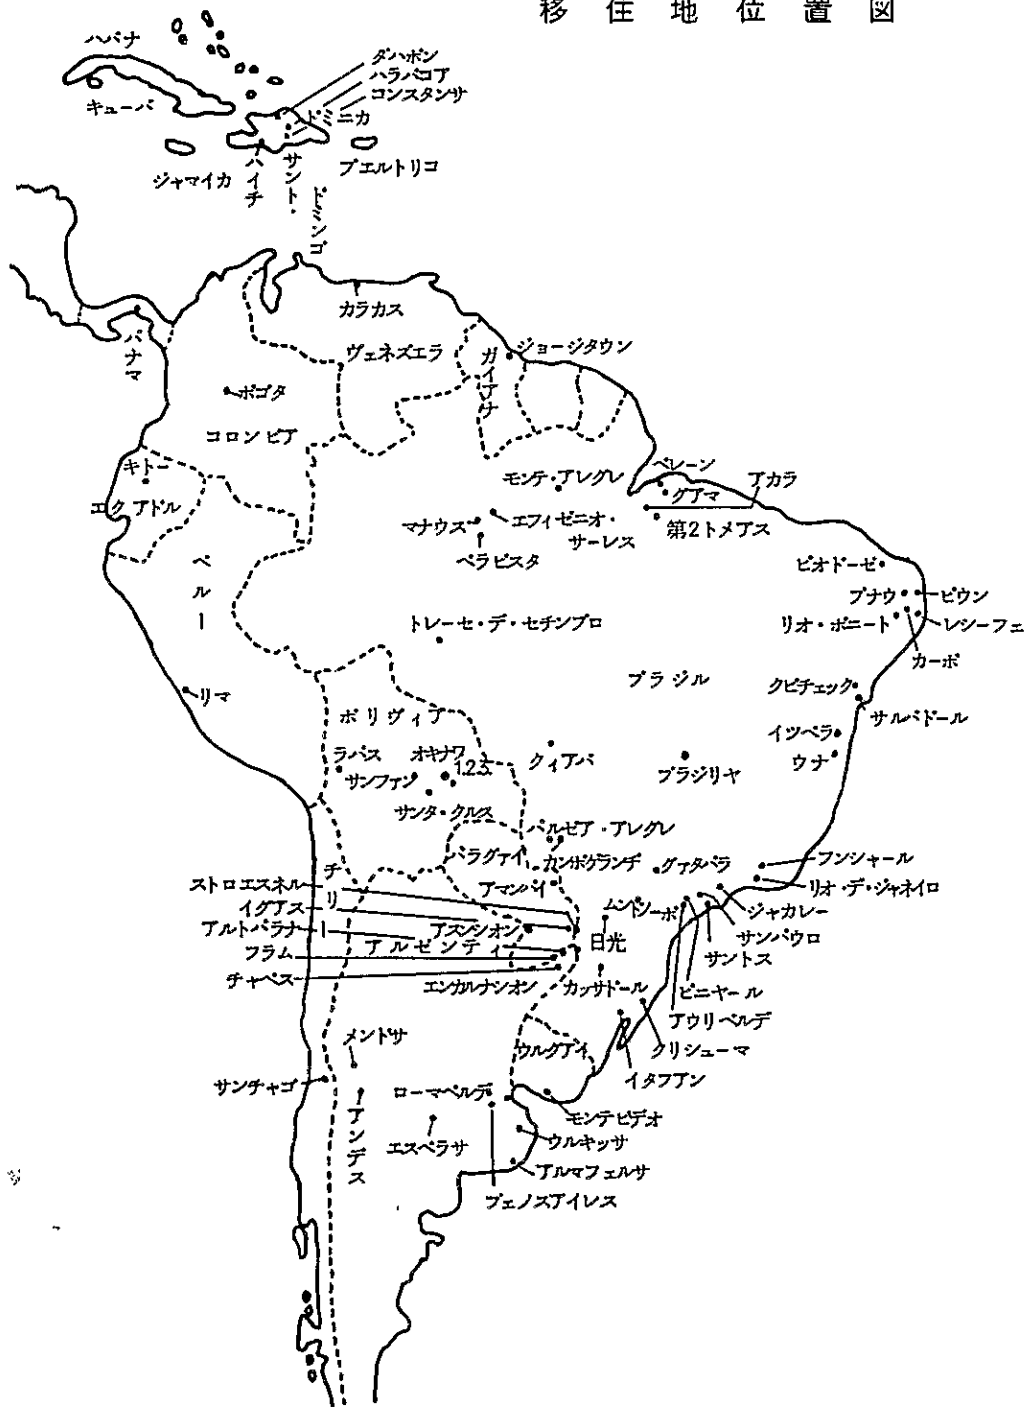 移住地位置図
ハバナ
キューバ
ダハボン
ハラバコア
コンスタンサ
ドミニカ
ジャマイカ
ハイチ
サント・
ドミンゴ
プエルトリコ
カラカス
パナマ
ヴェネズエラ
ガイアナ
ジョージタウン
ボゴタ
コロンビア
キトー
エクアドル
モンテ・アレグレ
ベレーン
グアマ
アカラ
第2トメアス
マナウス
エフィゼニオ・
サーレス
ベラビスタ
ペルー
ピオドーゼ
プナウ
ピウン
リオ・ボニート
レシーフェ
カーボ
トレーセ・デ・セチンブロ
ブラジル
クビチェック
サルバドール
リマ
ボリヴィア
イツベラ
ウナ
ラパス
オキナワ
1.2.3.
サンファン
サンタ・クルス
クィアバ
ブラジリヤ
バルゼア・アレグレ
パラグァイ
カンポグランデ
グァタパラ
フンシャール
チリー
ストロエスネル
アマンバイ
リオ・デ・ジャネイロ
イグアス
ムンドノーボ
ジャカレー
アルトパラナ
アスンシオン
サンパウロ
アルゼンティ
日光
サントス
フラム
チャベス
エンカルナシオン
カッサドール
ピニヤール
アウリベルデ
ウルグアイ
クリシューマ
イタフアン
メンドサ
サンチャゴ
アンデス
ローマベルデ
モンテビデオ
エスペラサ
ウルキッサ
アルマフェルサ
ブェノスアイレス